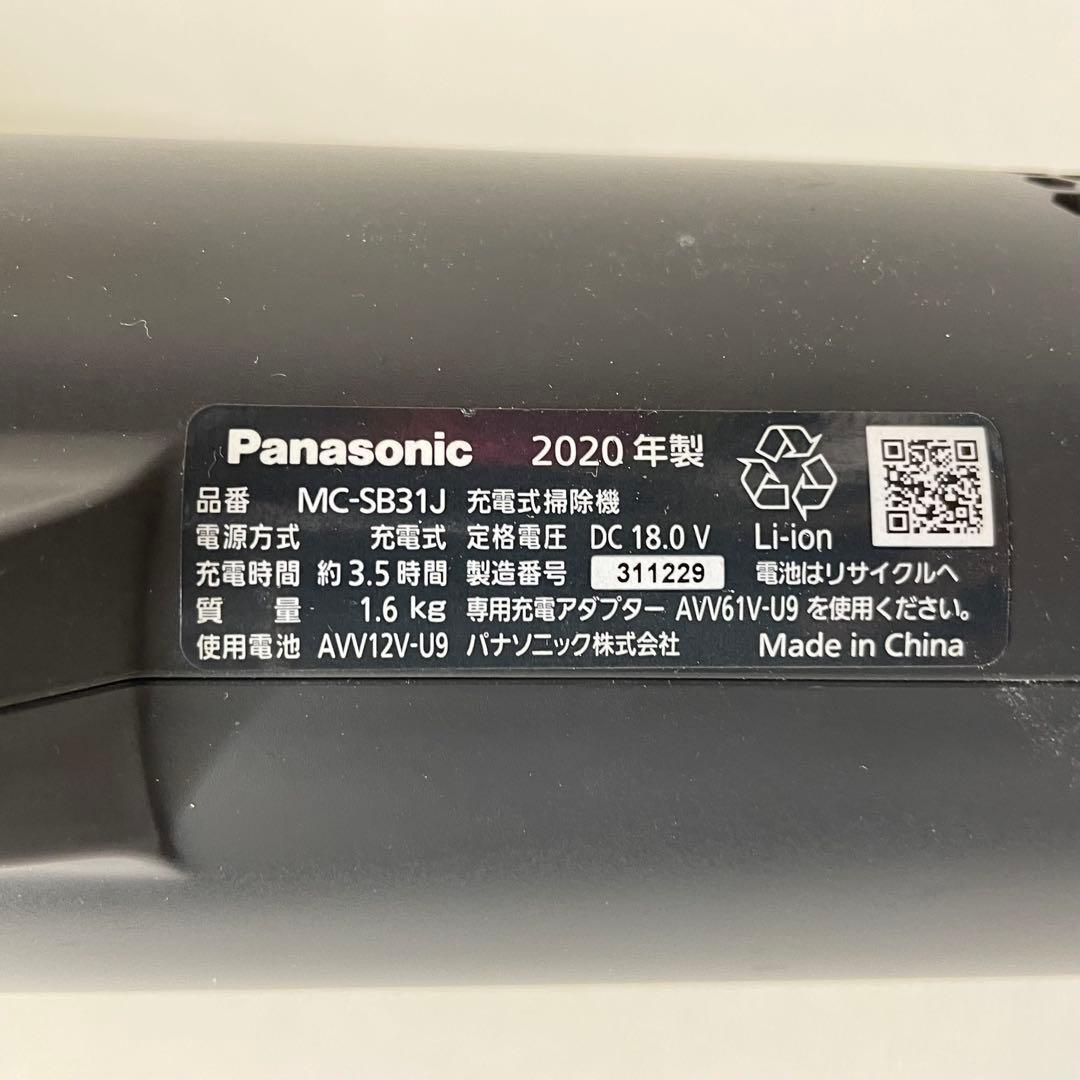 Panasonic 2020年製
品番 MC-SB31J 充電式掃除機
電源方式 充電式 定格電圧 DC 18.0 V Li-ion
充電時間 約3.5時間 製造番号 311229 電池はリサイクルへ
質量 1.6 kg 専用充電アダプター AVV61V-U9 を使用ください。
使用電池 AVV12V-U9 パナソニック株式会社 Made in China